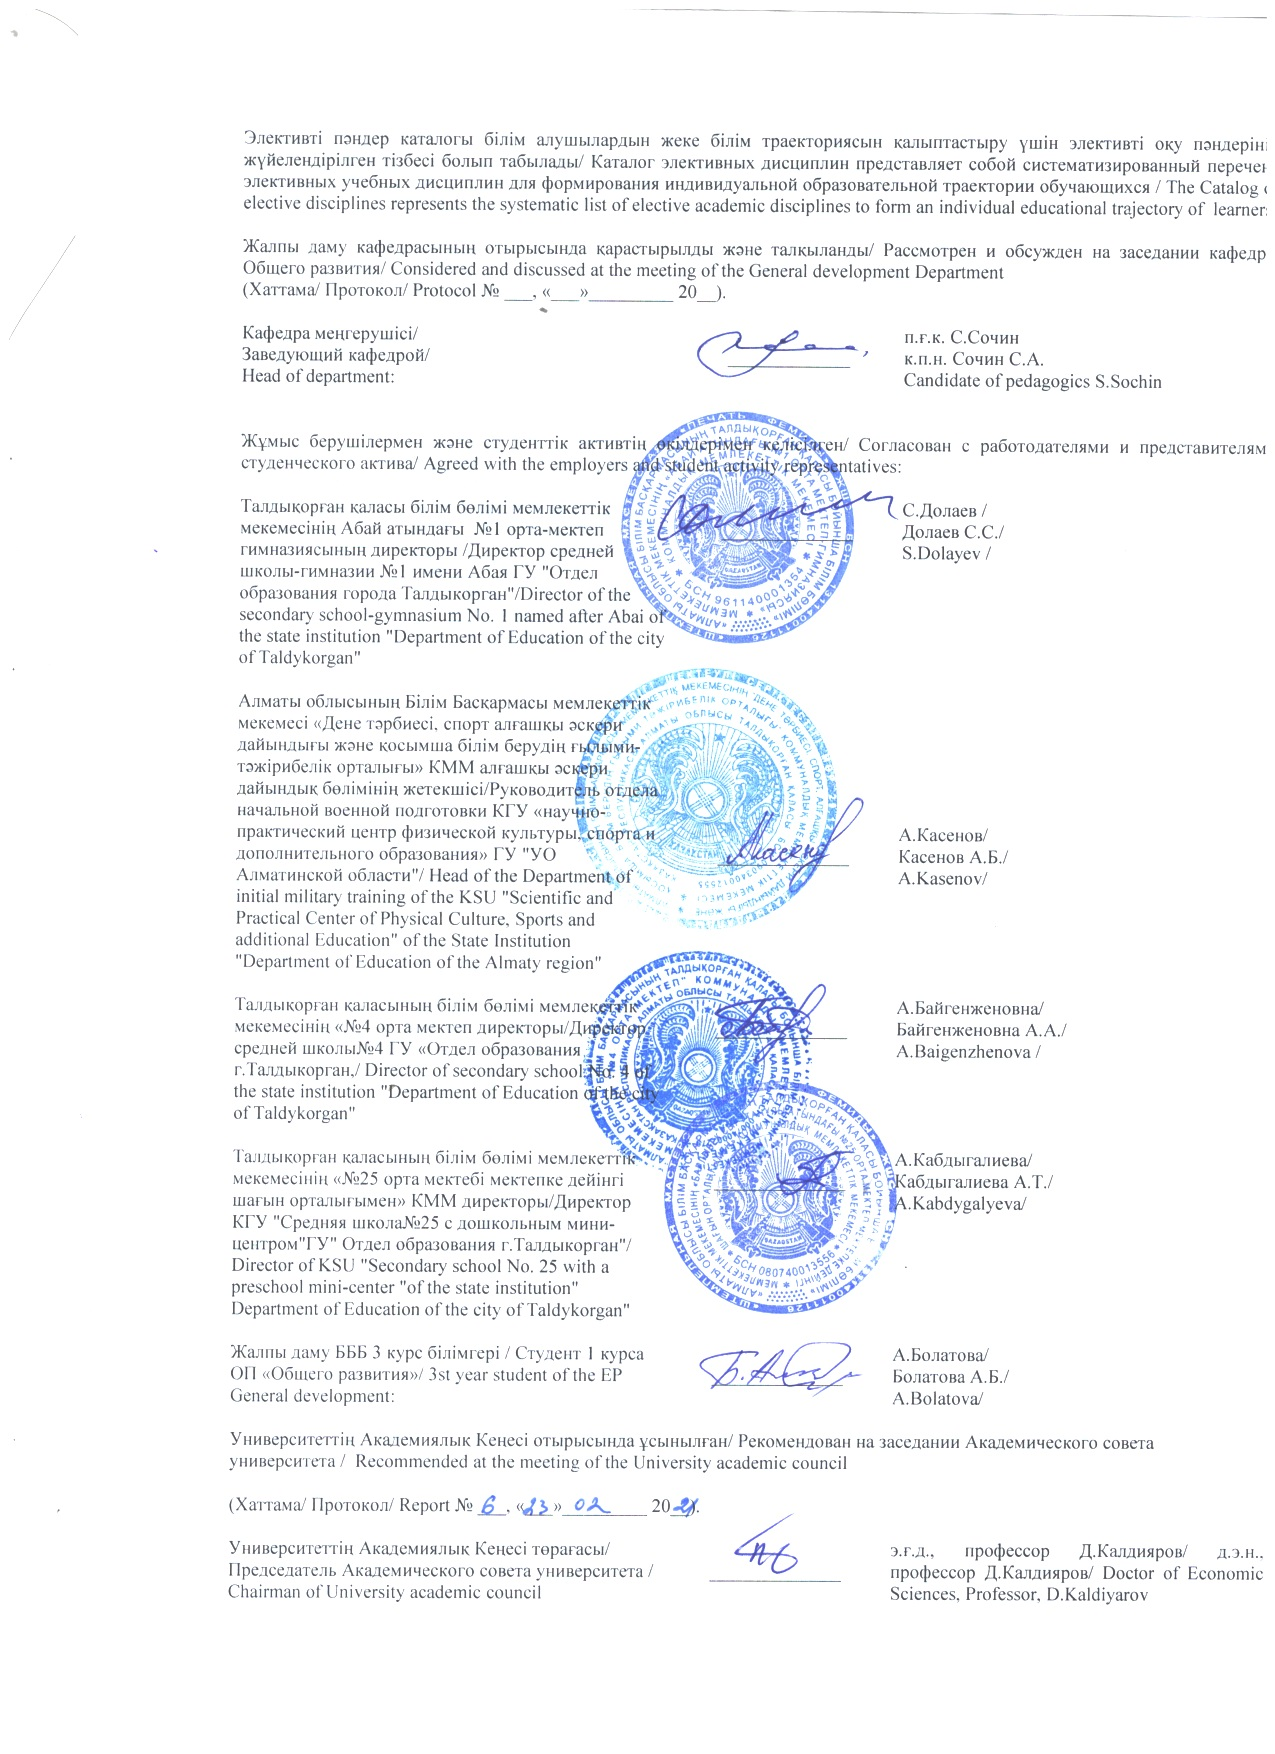 Элективті пәндер каталогы білім алушылардын жеке білім траекториясын қалыптастыру үшін элективті оқу пәндерін
жүйелендірілген тізбесі болып табылады/ Каталог элективных дисциплин представляет собой систематизированный перечен
элективных учебных дисциплин для формирования индивидуальной образовательной траектории обучающихся / The Catalog
elective disciplines represents the systematic list of elective academic disciplines to form an individual educational trajectory of learner
Жалпы даму кафедрасының отырысында қарастырылды және талқыланды/ Рассмотрен и обсужден на заседании кафедр
Общего развития/ Considered and discussed at the meeting of the General development Department
(Хаттама/ Протокол/ Protocol № ___, «___»_________ 20__).
Кафедра меңгерушісі/
Заведующий кафедрой/
Head of department:
п.ғ.к. С.Сочин
к.п.н. Сочин С.А.
Candidate of pedagogics S.Sochin
Жұмыс берушілермен және студенттік активтің өкілдерімен келісілген/ Согласован с работодателями и представителям
студенческого актива/ Agreed with the employers and student activity representatives:
Талдықорған қаласы білім бөлімі мемлекеттік
мекемесінің Абай атындағы №1 орта-мектеп
гимназиясының директоры /Директор средней
школы-гимназии №1 имени Абая ГУ "Отдел
образования города Талдыкорган"/Director of the
secondary school-gymnasium No. 1 named after Abai of
the state institution "Department of Education of the city
of Taldykorgan"
С.Долаев /
Долаев С.С./
S.Dolayev /
БСН 961140001354
Алматы облысының Білім Басқармасы мемлекеттік
мекемесі «Дене тәрбиесі, спорт алғашқы әскери
дайындығы және қосымша білім берудің ғылыми-
тәжірибелік орталығы» КММ алғашқы әскери
дайындық бөлімінің жетекшісі/Руководитель отдела
начальной военной подготовки КГУ «научно-
практический центр физической культуры, спорта и
дополнительного образования» ГУ "УО
Алматинской области"/ Head of the Department of
initial military training of the KSU "Scientific and
Practical Center of Physical Culture, Sports and
additional Education" of the State Institution
"Department of Education of the Almaty region"
А.Касенов/
Касенов А.Б./
A.Kasenov/
Талдықорған қаласының білім бөлімі мемлекеттік
мекемесінің «№4 орта мектеп директоры/Директор
средней школы№4 ГУ «Отдел образования
г.Талдыкорган,/ Director of secondary school No. 4 of
the state institution "Department of Education of the city
of Taldykorgan"
А.Байгенженовна/
Байгенженовна А.А./
A.Baigenzhenova /
Талдықорған қаласының білім бөлімі мемлекеттік
мекемесінің «№25 орта мектебі мектепке дейінгі
шағын орталығымен» КММ директоры/Директор
КГУ "Средняя школа№25 с дошкольным мини-
центром"ГУ" Отдел образования г.Талдыкорган"/
Director of KSU "Secondary school No. 25 with a
preschool mini-center "of the state institution"
Department of Education of the city of Taldykorgan"
А.Кабдыгалиева/
Кабдыгалиева А.Т./
A.Kabdygalyeva/
БСН 080740013556
Жалпы даму БББ 3 курс білімгері / Студент 1 курса
ОП «Общего развития»/ 3st year student of the EP
General development:
А.Болатова/
Болатова А.Б./
A.Bolatova/
Университеттің Академиялык Кеңесі отырысында ұсынылған/ Рекомендован на заседании Академического совета
университета / Recommended at the meeting of the University academic council
(Хаттама/ Протокол/ Report № 6, «23» 02 2021).
Университеттің Академиялық Кеңесі төрағасы/
Председатель Академического совета университета /
Chairman of University academic council
э.ғ.д., профессор Д.Калдияров/ д.э.н.,
профессор Д.Калдияров/ Doctor of Economic
Sciences, Professor, D.Kaldiyarov